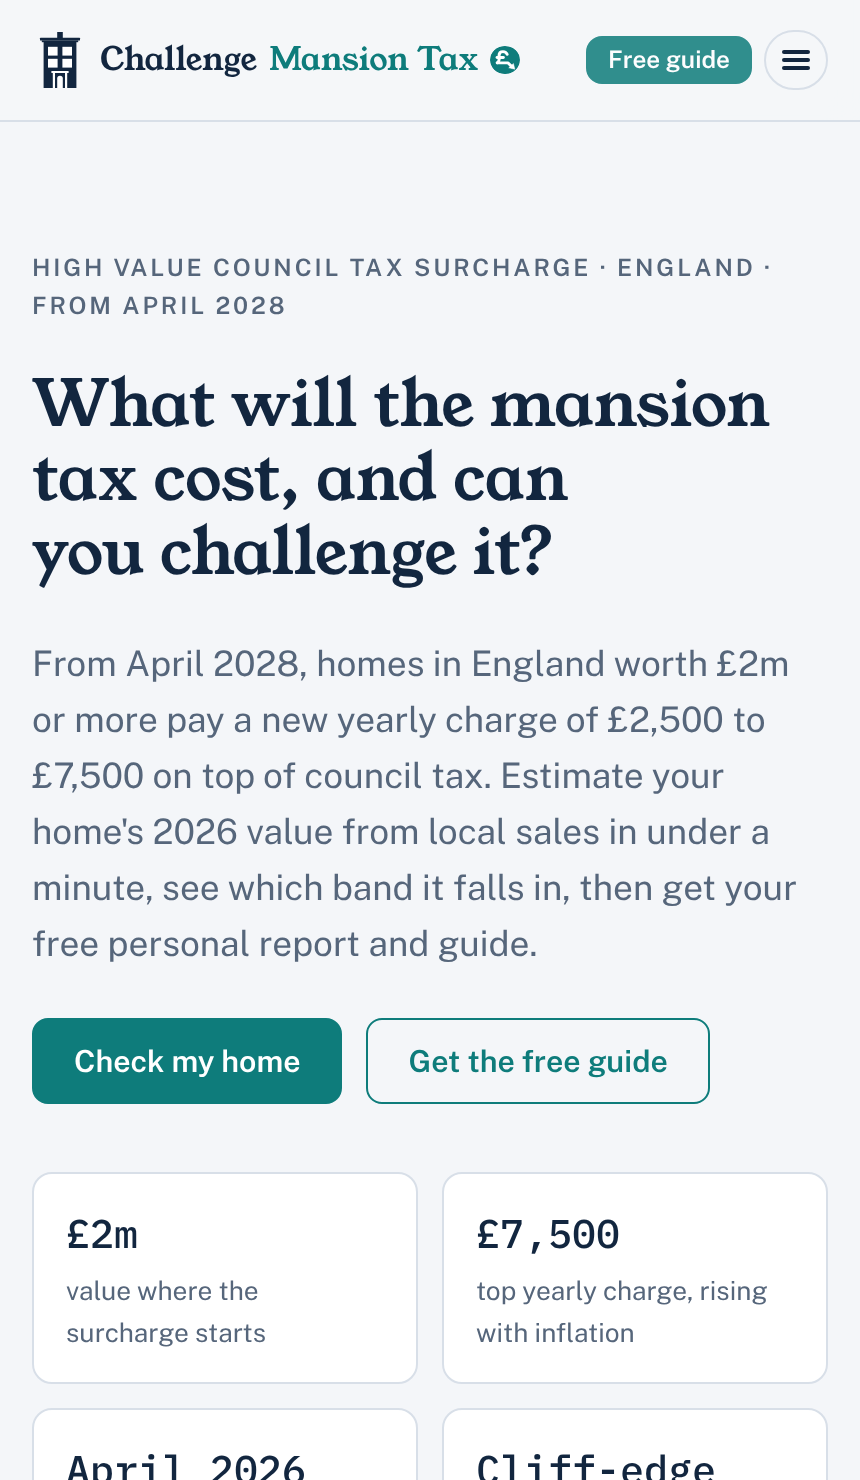 Challenge Mansion Tax £
Free guide
HIGH VALUE COUNCIL TAX SURCHARGE · ENGLAND ·
FROM APRIL 2028
What will the mansion
tax cost, and can
you challenge it?
From April 2028, homes in England worth £2m
or more pay a new yearly charge of £2,500 to
£7,500 on top of council tax. Estimate your
home's 2026 value from local sales in under a
minute, see which band it falls in, then get your
free personal report and guide.
Check my home
Get the free guide
£2m
value where the
surcharge starts
£7,500
top yearly charge, rising
with inflation
April 2026
Cliff-edge